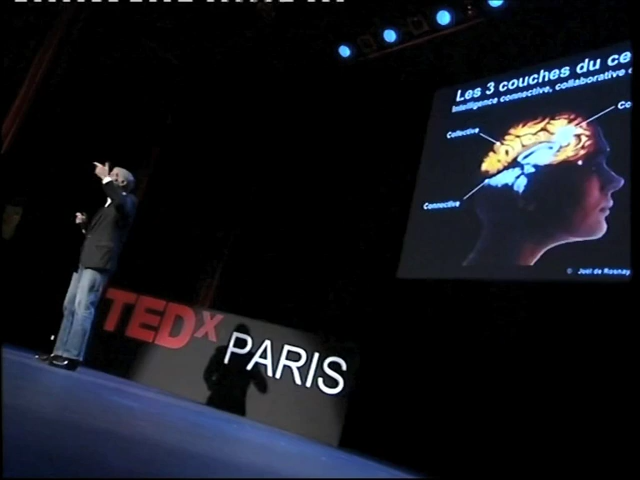 Les 3 couches du ce
Intelligence connective, collaborative
Co
Collective
Connective
© Joël de Rosnay
TEDx
PARIS